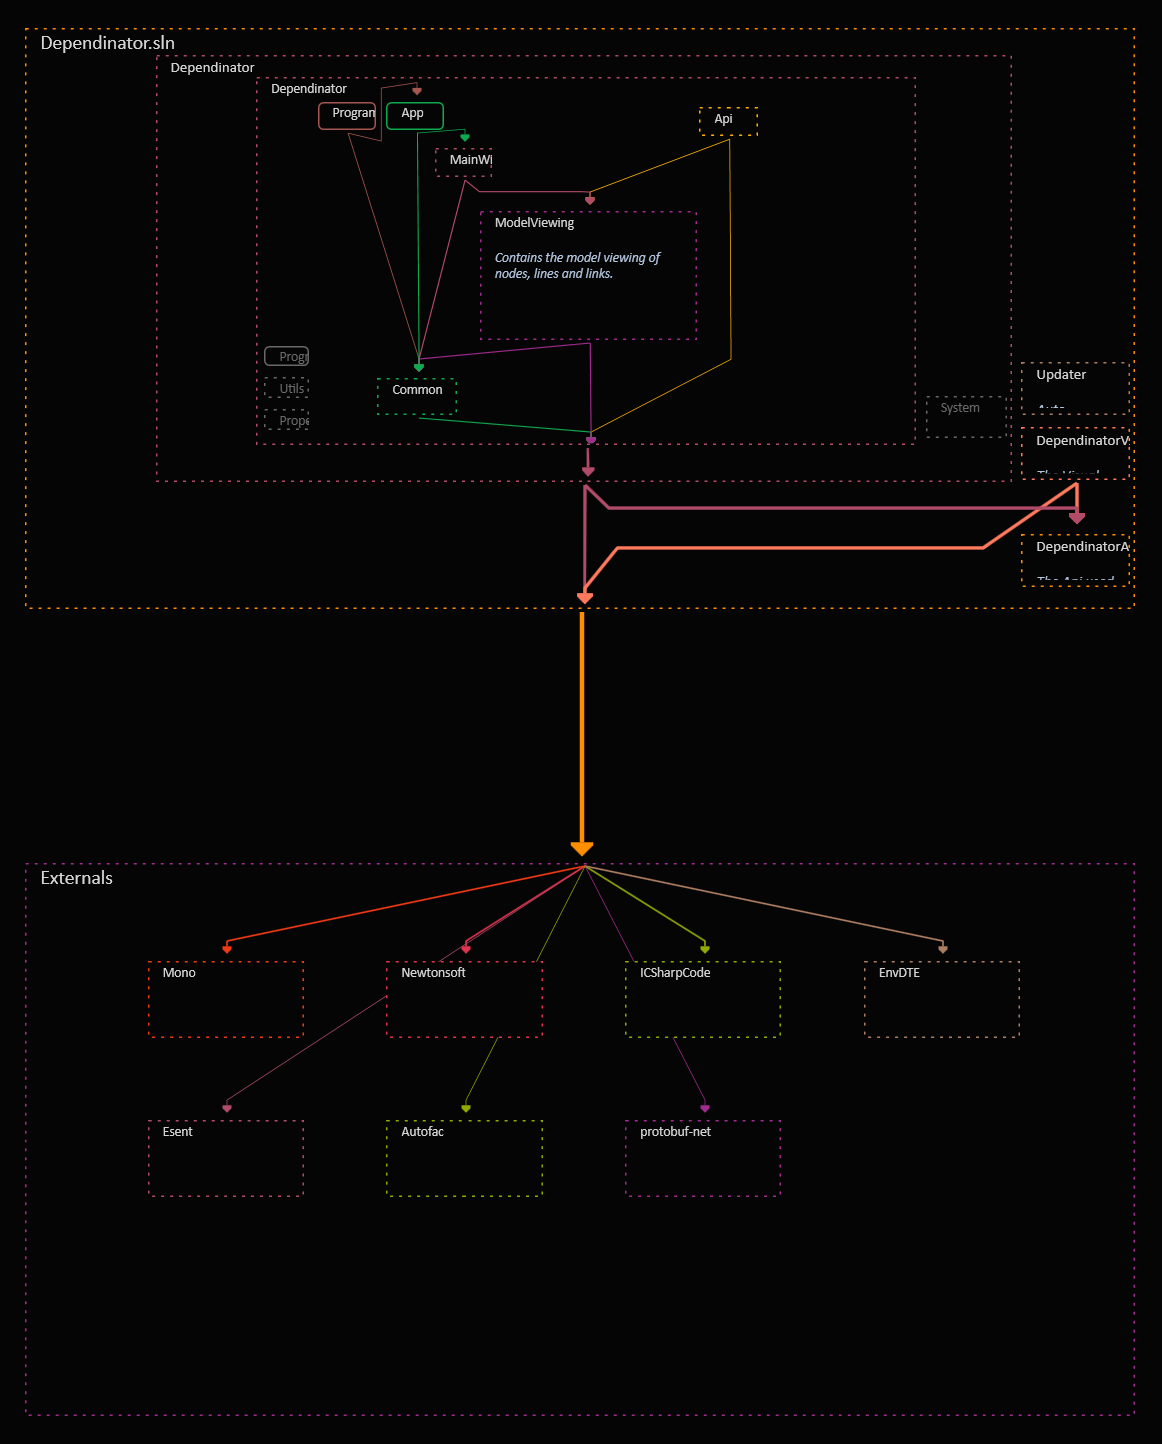 Dependinator.sln
Dependinator
Dependinator
Program
App
Api
MainWi
ModelViewing
Contains the model viewing of
nodes, lines and links.
Progr
Utils
Prope
Common
System
Updater
DependinatorV
DependinatorA
Externals
Mono
Newtonsoft
ICSharpCode
EnvDTE
Esent
Autofac
protobuf-net